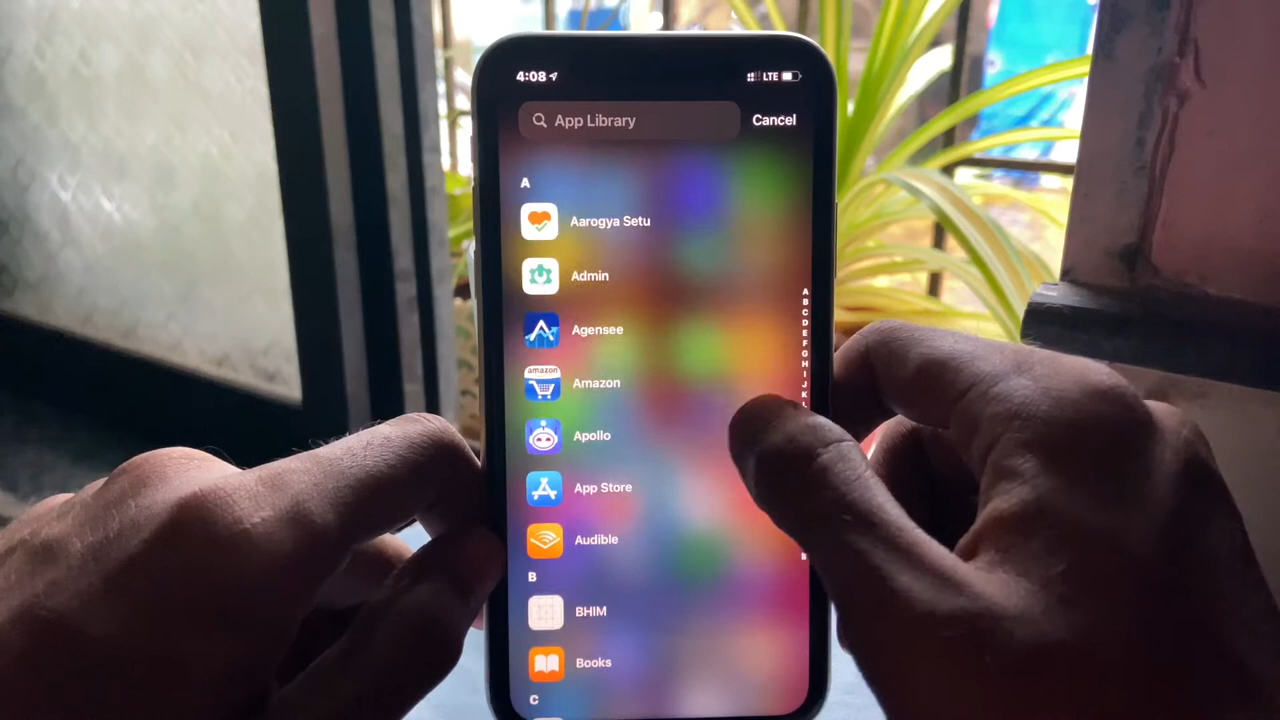 4:08 LTE
App Library Cancel
A
Aarogya Setu
Admin
Agensee
amazon
Amazon
Apollo
App Store
Audible
B
BHIM
Books
C
A
B
C
D
E
F
G
H
I
J
K
L